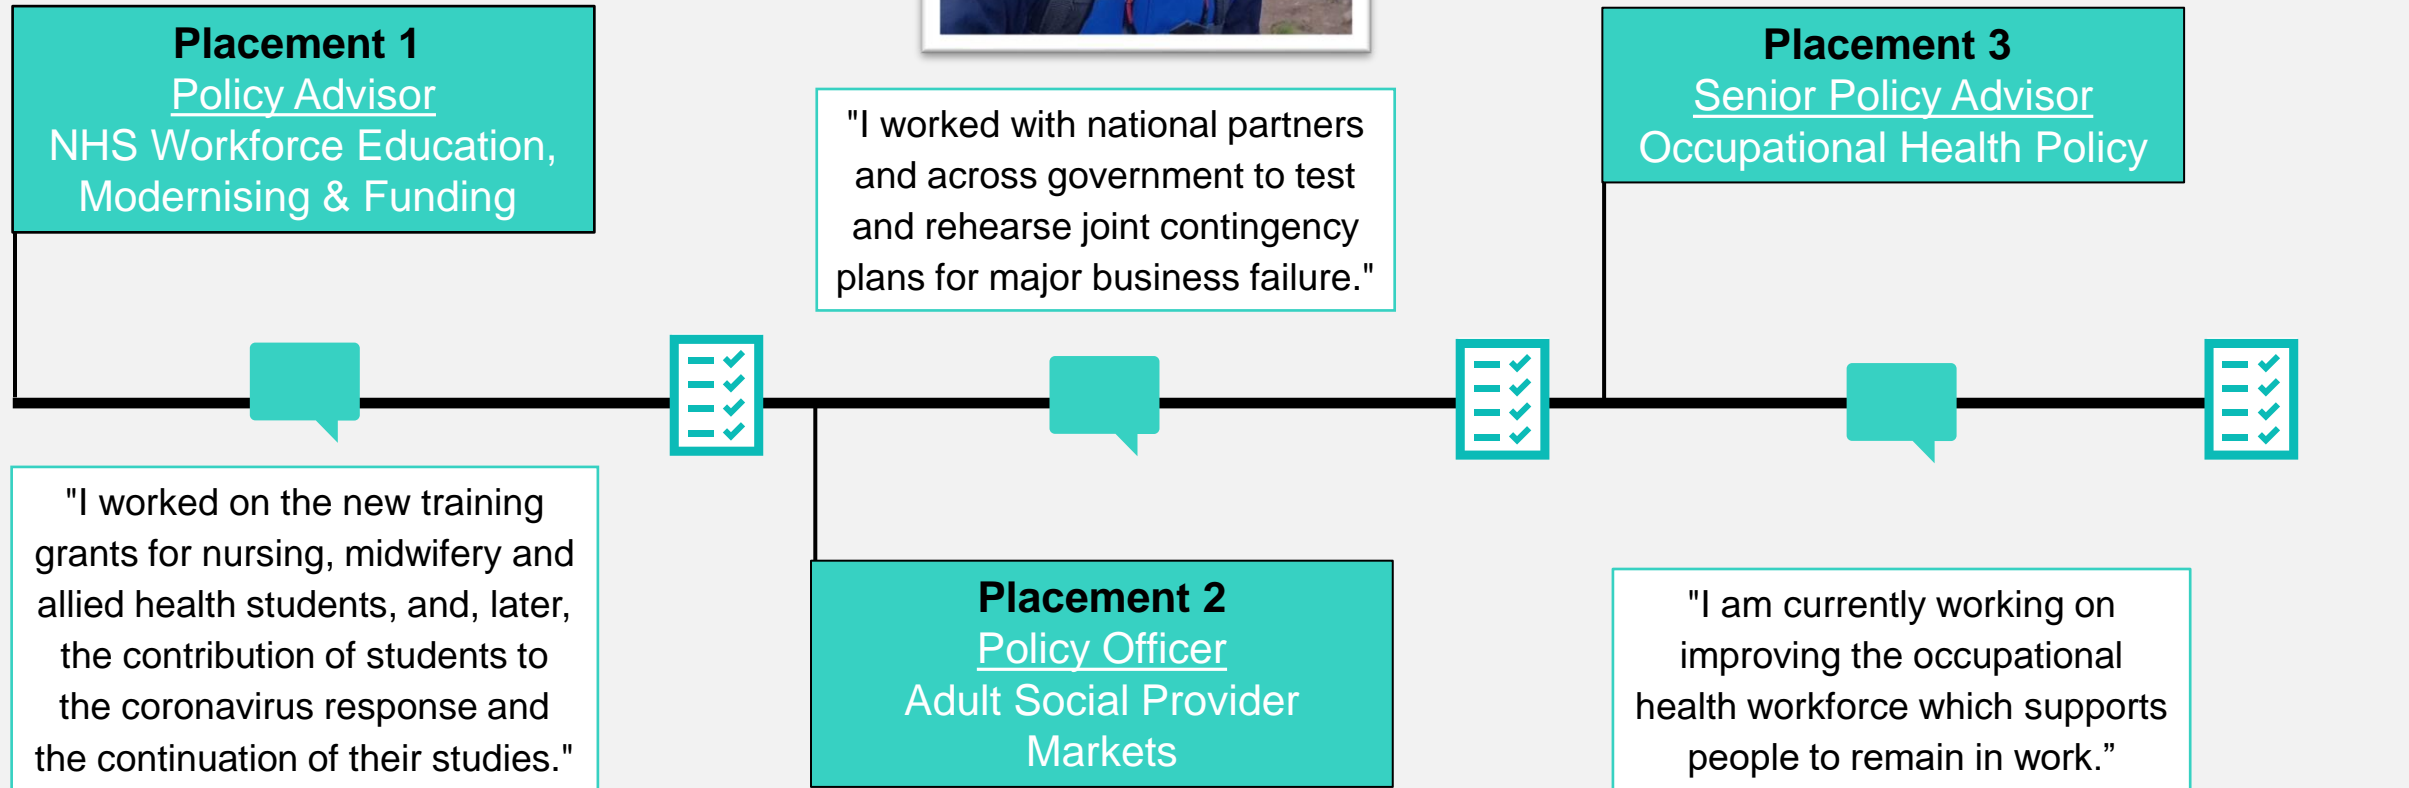 Placement 1
Policy Advisor
NHS Workforce Education,
Modernising & Funding
"I worked on the new training
grants for nursing, midwifery and
allied health students, and, later,
the contribution of students to
the coronavirus response and
the continuation of their studies."
"I worked with national partners
and across government to test
and rehearse joint contingency
plans for major business failure."
Placement 2
Policy Officer
Adult Social Provider
Markets
Placement 3
Senior Policy Advisor
Occupational Health Policy
"I am currently working on
improving the occupational
health workforce which supports
people to remain in work.”